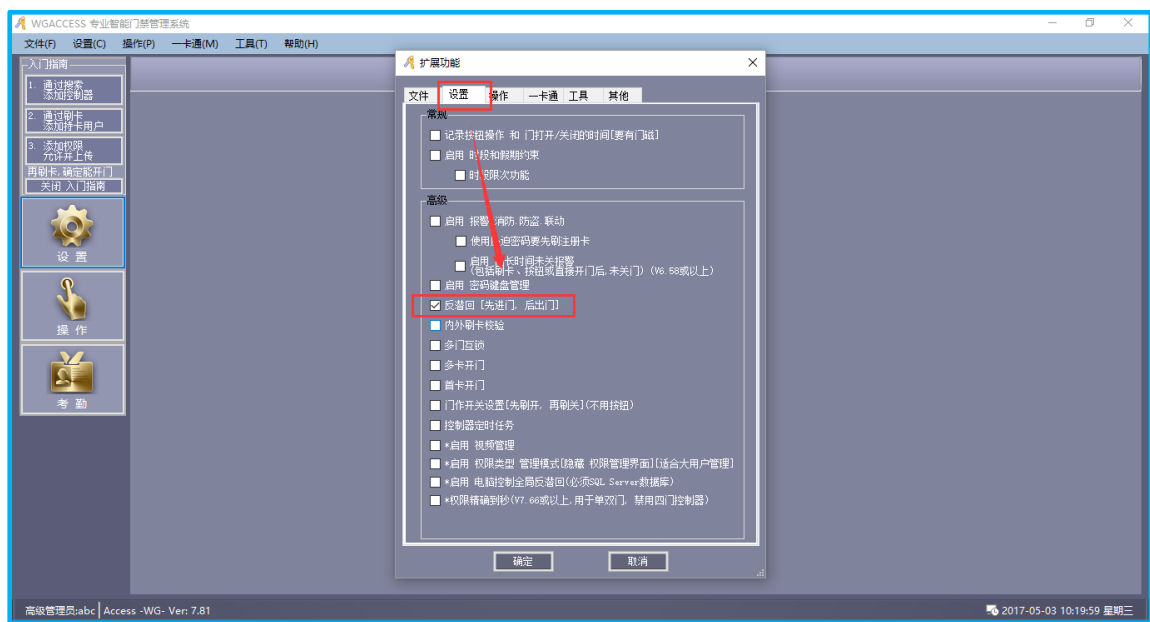 WGACCESS 专业智能门禁管理系统
文件(F) 设置(C) 操作(P) 一卡通(M) 工具(T) 帮助(H)
入门指南
1. 通过搜索
添加控制器
2. 通过刷卡
添加持卡用户
3. 添加权限
允许并上传
再刷卡,确定能开门
关闭 入门指南
设 置
操 作
考 勤
扩展功能
文件 设置 操作 一卡通 工具 其他
常规
记录按钮操作 和 门打开/关闭的时间[要有门磁]
启用 时段和假期约束
时段限次功能
高级
启用 报警.消防.防盗.联动
使用胁迫密码要先刷注册卡
启用 门长时间未关报警
(包括刷卡、按钮或直接开门后,未关门) (V6.58或以上)
启用 密码键盘管理
反潜回 [先进门, 后出门]
内外刷卡校验
多门互锁
多卡开门
首卡开门
门作开关设置[先刷开, 再刷关](不用按钮)
控制器定时任务
*启用 视频管理
*启用 权限类型 管理模式[隐藏 权限管理界面][适合大用户管理]
*启用 电脑控制全局反潜回(必须SQL Server数据库)
*权限精确到秒(V7.66或以上,用于单双门, 禁用四门控制器)
确定 取消
高级管理员:abc Access -WG- Ver: 7.81 2017-05-03 10:19:59 星期三